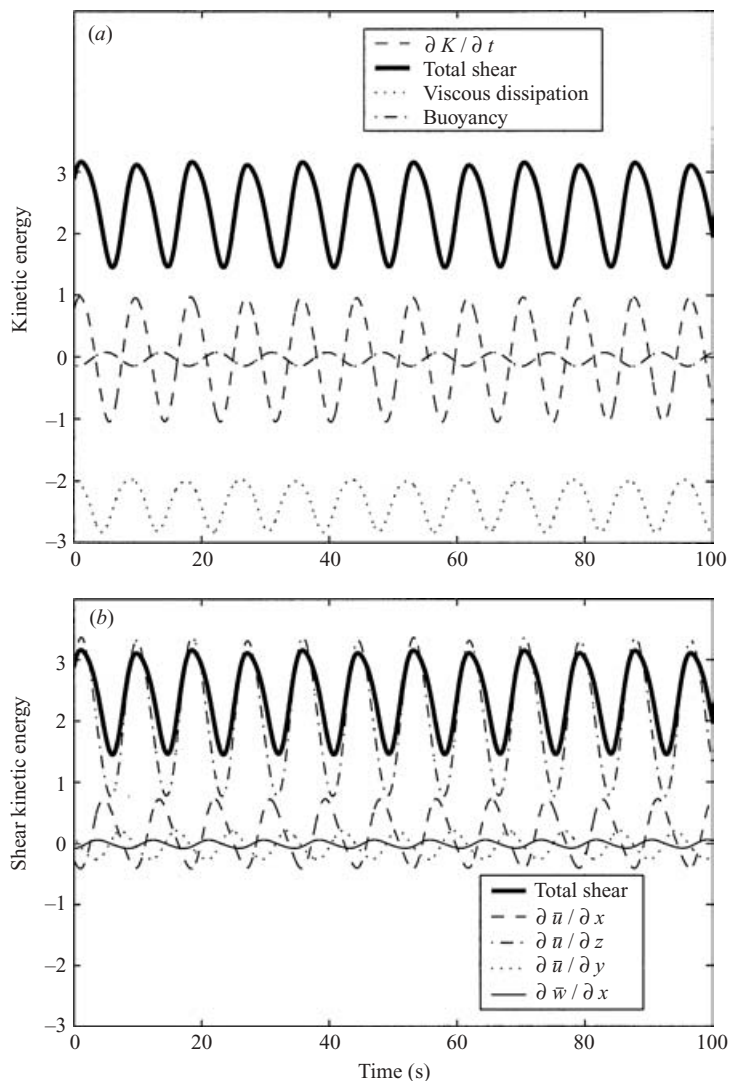 (a)
∂ K / ∂ t
Total shear
Viscous dissipation
Buoyancy
Kinetic energy
3
2
1
0
–1
–2
–3
0
20
40
60
80
100
(b)
Shear kinetic energy
3
2
1
0
–1
–2
–3
Total shear
∂ ū / ∂ x
∂ ū / ∂ z
∂ ū / ∂ y
∂ w̄ / ∂ x
0
20
40
60
80
100
Time (s)